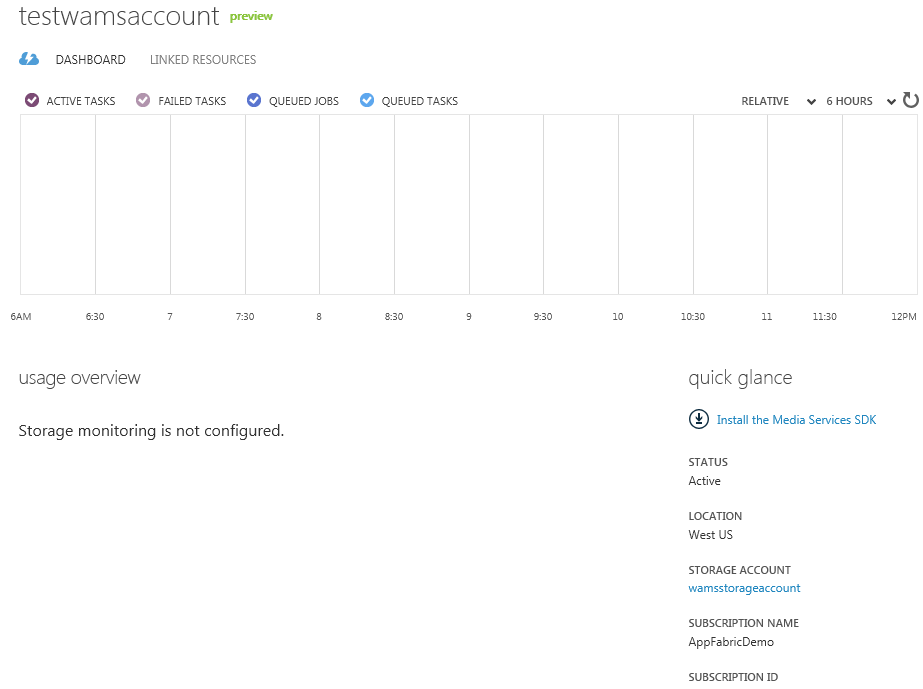 testwamsaccount preview
DASHBOARD LINKED RESOURCES
ACTIVE TASKS FAILED TASKS QUEUED JOBS QUEUED TASKS RELATIVE 6 HOURS
6AM 6:30 7 7:30 8 8:30 9 9:30 10 10:30 11 11:30 12PM
usage overview
Storage monitoring is not configured.
quick glance
Install the Media Services SDK
STATUS
Active
LOCATION
West US
STORAGE ACCOUNT
wamsstorageaccount
SUBSCRIPTION NAME
AppFabricDemo
SUBSCRIPTION ID